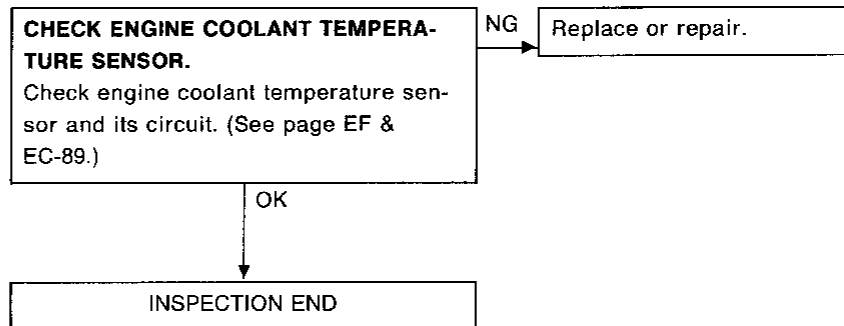 CHECK ENGINE COOLANT TEMPERA-
TURE SENSOR.
Check engine coolant temperature sen-
sor and its circuit. (See page EF &
EC-89.)
NG
Replace or repair.
OK
INSPECTION END